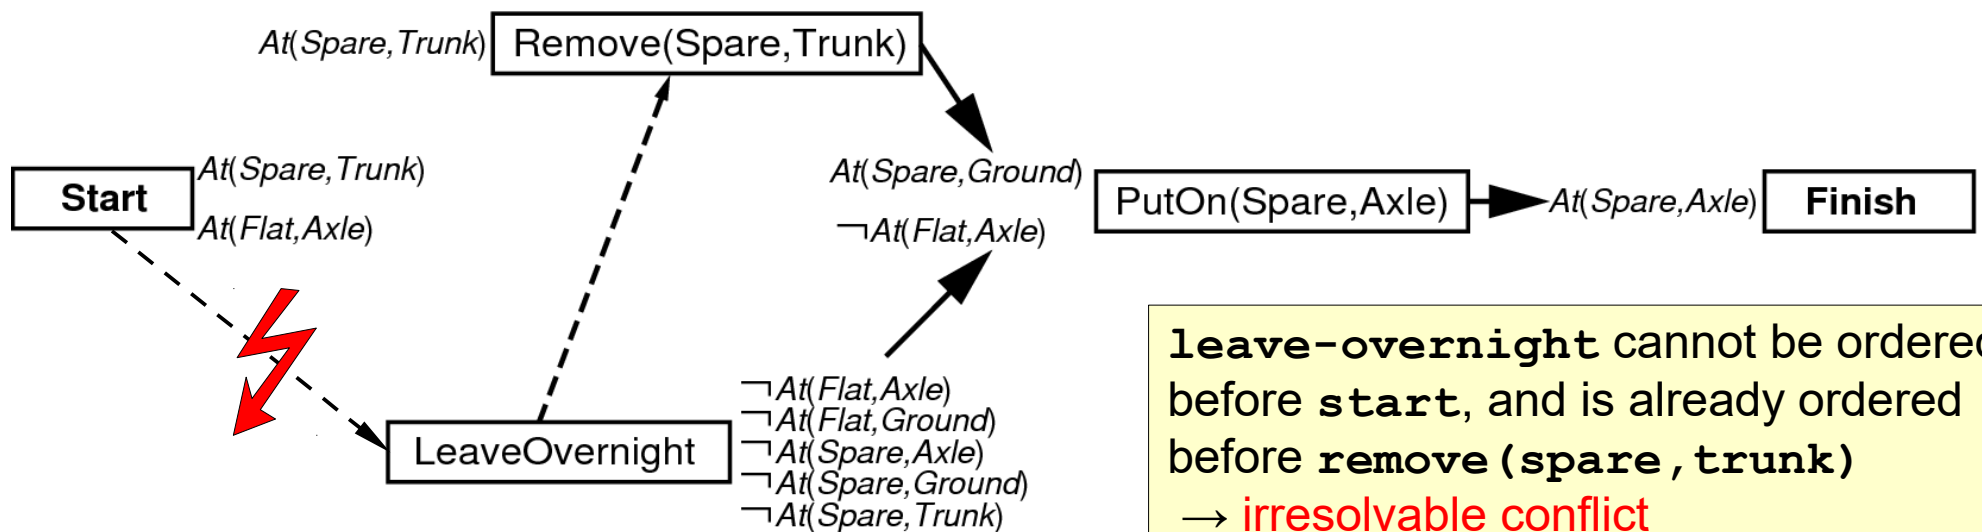 At(Spare,Trunk) Remove(Spare,Trunk)
Start
At(Spare,Trunk)
At(Flat,Axle)
At(Spare,Ground)
¬At(Flat,Axle)
PutOn(Spare,Axle)
At(Spare,Axle)
Finish
LeaveOvernight
¬At(Flat,Axle)
¬At(Flat,Ground)
¬At(Spare,Axle)
¬At(Spare,Ground)
¬At(Spare,Trunk)
leave-overnight cannot be ordered
before start, and is already ordered
before remove(spare,trunk)
→ irresolvable conflict